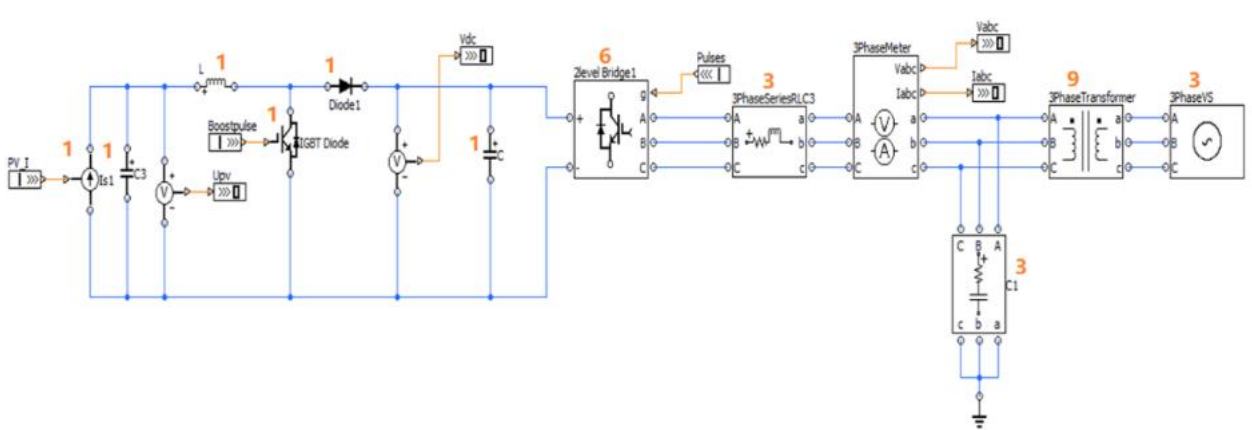 PV_I
1
Is1
1
C3
Upv
V
+
-
L
1
+
Boostpulse
1
IGBT Diode
1
Diode1
Vdc
V
+
-
1
C
+
6
2level Bridge1
+
-
g
A
B
C
Pulses
3
3PhaseSeriesRLC3
A
B
C
+
a
b
c
3PhaseMeter
A
B
C
V
A
Vabc
Iabc
a
b
c
Vabc
Iabc
9
3PhaseTransformer
A
B
C
a
b
c
3
3PhaseVS
A
B
C
C B A
+
3
C1
c b a